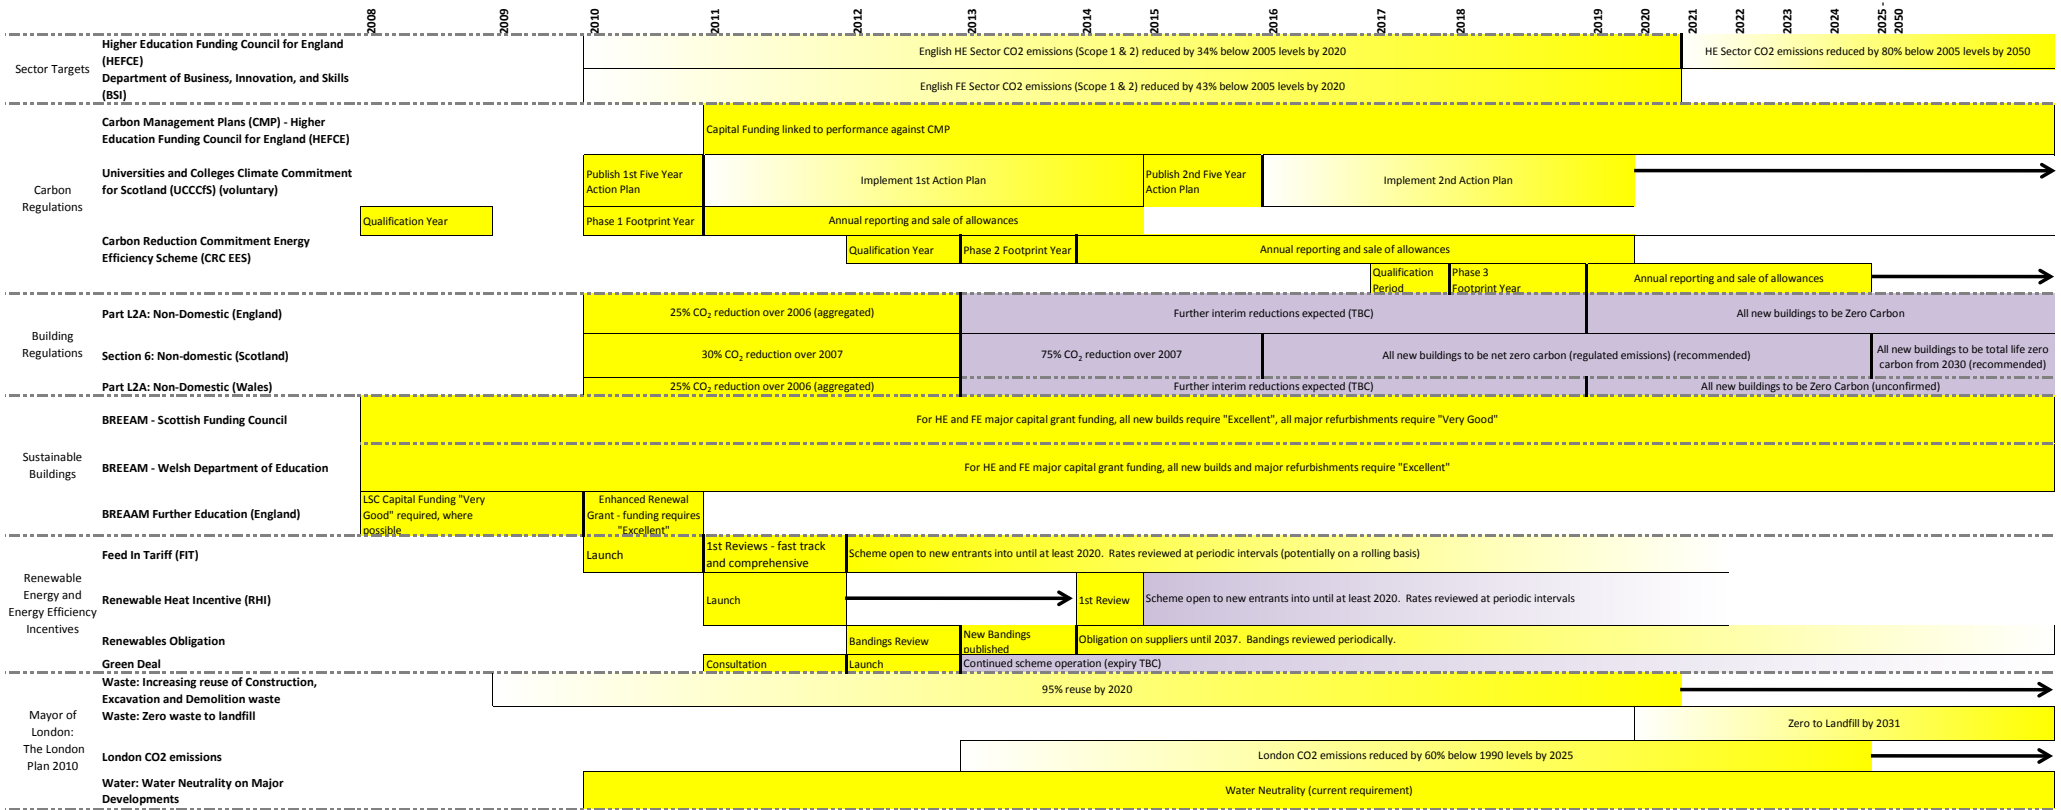 2008
2009
2010
2011
2012
2013
2014
2015
2016
2017
2018
2019
2020
2021
2022
2023
2024
2025 -
2050
Sector Targets
Higher Education Funding Council for England
(HEFCE)
English HE Sector CO2 emissions (Scope 1 & 2) reduced by 34% below 2005 levels by 2020
HE Sector CO2 emissions reduced by 80% below 2005 levels by 2050
Department of Business, Innovation, and Skills
(BSI)
English FE Sector CO2 emissions (Scope 1 & 2) reduced by 43% below 2005 levels by 2020
Carbon
Regulations
Carbon Management Plans (CMP) - Higher
Education Funding Council for England (HEFCE)
Capital Funding linked to performance against CMP
Universities and Colleges Climate Commitment
for Scotland (UCCCfS) (voluntary)
Publish 1st Five Year
Action Plan
Implement 1st Action Plan
Publish 2nd Five Year
Action Plan
Implement 2nd Action Plan
Carbon Reduction Commitment Energy
Efficiency Scheme (CRC EES)
Qualification Year
Phase 1 Footprint Year
Annual reporting and sale of allowances
Qualification Year
Phase 2 Footprint Year
Annual reporting and sale of allowances
Qualification
Period
Phase 3
Footprint Year
Annual reporting and sale of allowances
Building
Regulations
Part L2A: Non-Domestic (England)
25% CO₂ reduction over 2006 (aggregated)
Further interim reductions expected (TBC)
All new buildings to be Zero Carbon
Section 6: Non-domestic (Scotland)
30% CO₂ reduction over 2007
75% CO₂ reduction over 2007
All new buildings to be net zero carbon (regulated emissions) (recommended)
All new buildings to be total life zero
carbon from 2030 (recommended)
Part L2A: Non-Domestic (Wales)
25% CO₂ reduction over 2006 (aggregated)
Further interim reductions expected (TBC)
All new buildings to be Zero Carbon (unconfirmed)
Sustainable
Buildings
BREEAM - Scottish Funding Council
For HE and FE major capital grant funding, all new builds require "Excellent", all major refurbishments require "Very Good"
BREEAM - Welsh Department of Education
For HE and FE major capital grant funding, all new builds and major refurbishments require "Excellent"
BREAAM Further Education (England)
LSC Capital Funding "Very
Good" required, where
possible
Enhanced Renewal
Grant - funding requires
"Excellent"
Renewable
Energy and
Energy Efficiency
Incentives
Feed In Tariff (FIT)
Launch
1st Reviews - fast track
and comprehensive
Scheme open to new entrants into until at least 2020. Rates reviewed at periodic intervals (potentially on a rolling basis)
Renewable Heat Incentive (RHI)
Launch
1st Review
Scheme open to new entrants into until at least 2020. Rates reviewed at periodic intervals
Renewables Obligation
Bandings Review
New Bandings
published
Obligation on suppliers until 2037. Bandings reviewed periodically.
Green Deal
Consultation
Launch
Continued scheme operation (expiry TBC)
Mayor of
London:
The London
Plan 2010
Waste: Increasing reuse of Construction,
Excavation and Demolition waste
95% reuse by 2020
Waste: Zero waste to landfill
Zero to Landfill by 2031
London CO2 emissions
London CO2 emissions reduced by 60% below 1990 levels by 2025
Water: Water Neutrality on Major
Developments
Water Neutrality (current requirement)